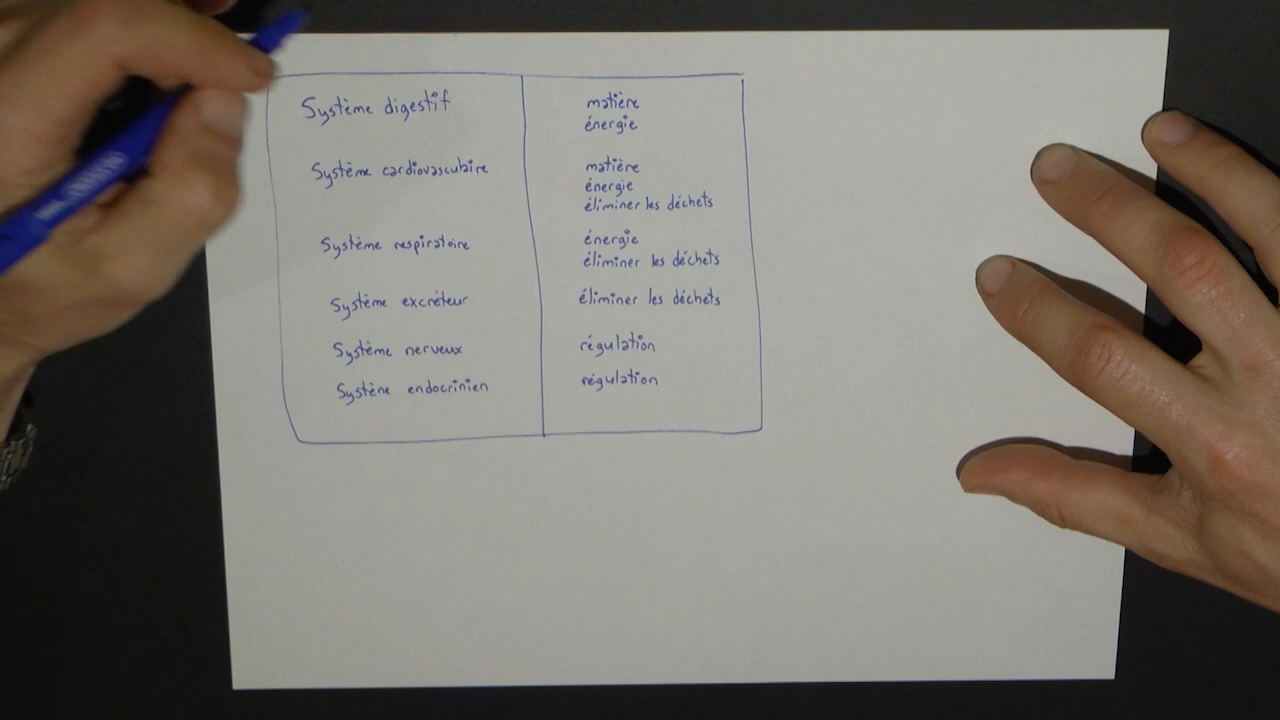 Système digestif
matière
énergie
Système cardiovasculaire
matière
énergie
éliminer les déchets
Système respiratoire
énergie
éliminer les déchets
Système excréteur
éliminer les déchets
Système nerveux
régulation
Système endocrinien
régulation